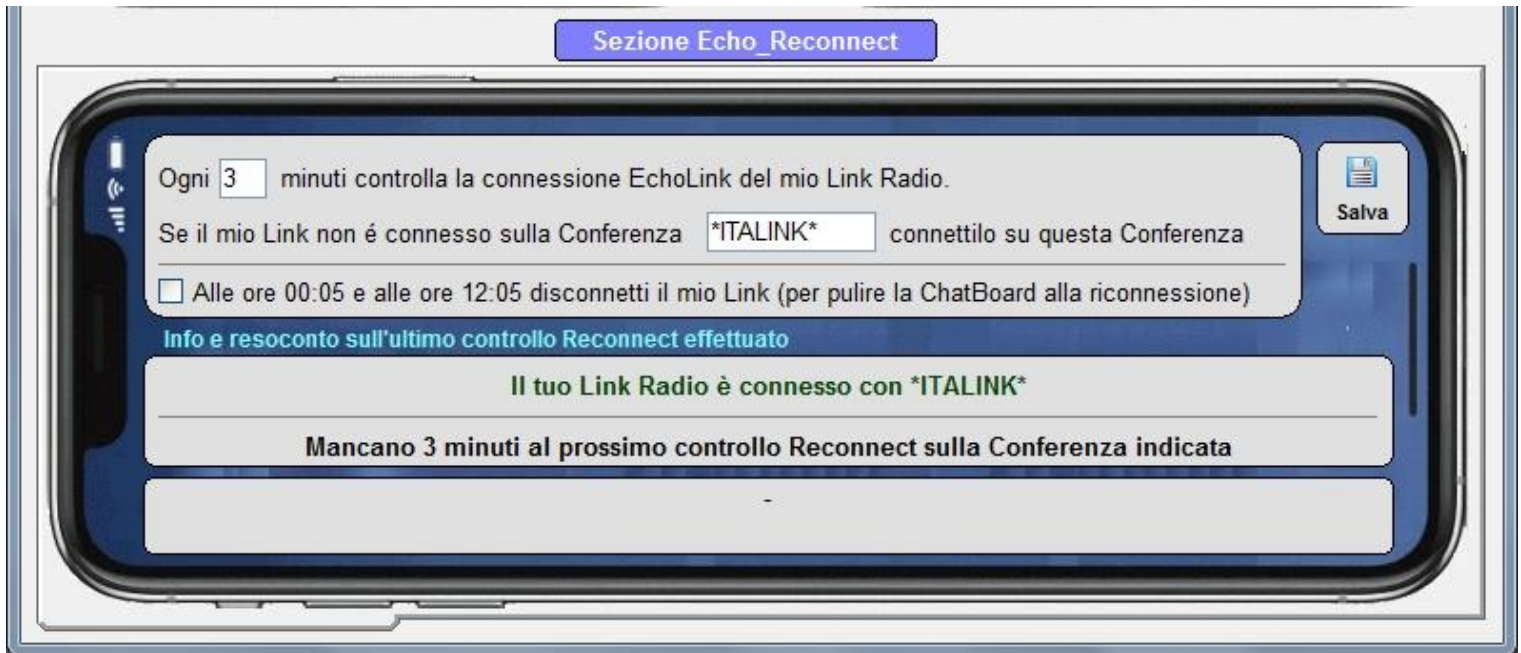 Sezione Echo_Reconnect
Ogni 3 minuti controlla la connessione EchoLink del mio Link Radio.
Salva
Se il mio Link non é connesso sulla Conferenza *ITALINK* connettilo su questa Conferenza
Alle ore 00:05 e alle ore 12:05 disconnetti il mio Link (per pulire la ChatBoard alla riconnessione)
Info e resoconto sull'ultimo controllo Reconnect effettuato
Il tuo Link Radio è connesso con *ITALINK*
Mancano 3 minuti al prossimo controllo Reconnect sulla Conferenza indicata
-